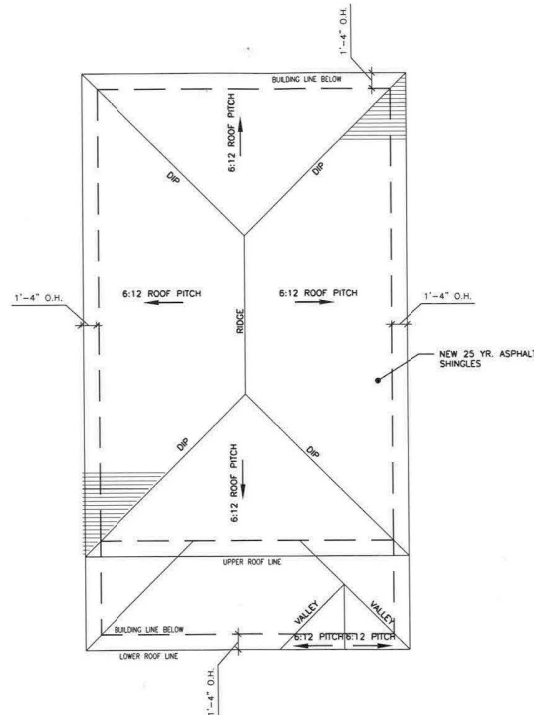 1'-4" O.H.
BUILDING LINE BELOW
6:12 ROOF PITCH
DIP
DIP
6:12 ROOF PITCH
6:12 ROOF PITCH
1'-4" O.H.
1'-4" O.H.
RIDGE
NEW 25 YR. ASPHALT
SHINGLES
DIP
DIP
6:12 ROOF PITCH
UPPER ROOF LINE
VALLEY
VALLEY
BUILDING LINE BELOW
6:12 PITCH
6:12 PITCH
LOWER ROOF LINE
1'-4" O.H.